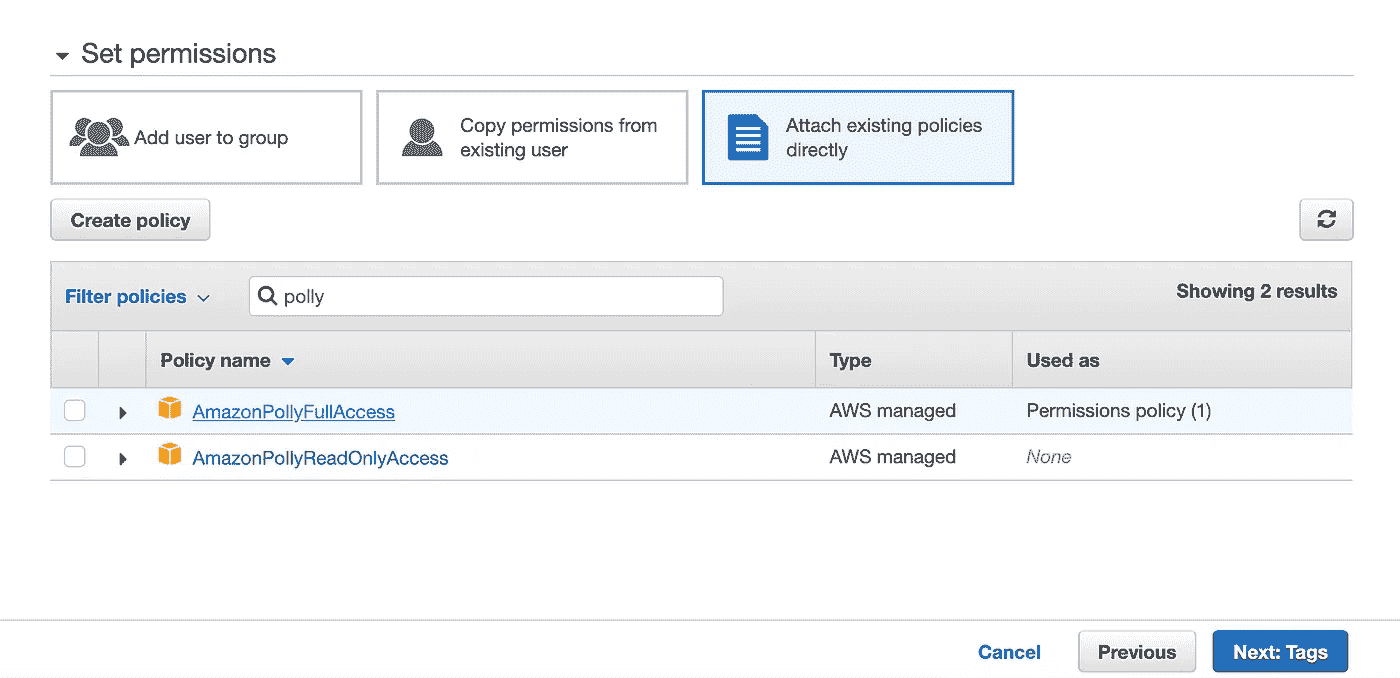 Set permissions
Add user to group
Copy permissions from
existing user
Attach existing policies
directly
Create policy
Filter policies
polly
Showing 2 results
Policy name
Type
Used as
AmazonPollyFullAccess
AWS managed
Permissions policy (1)
AmazonPollyReadOnlyAccess
AWS managed
None
Cancel
Previous
Next: Tags